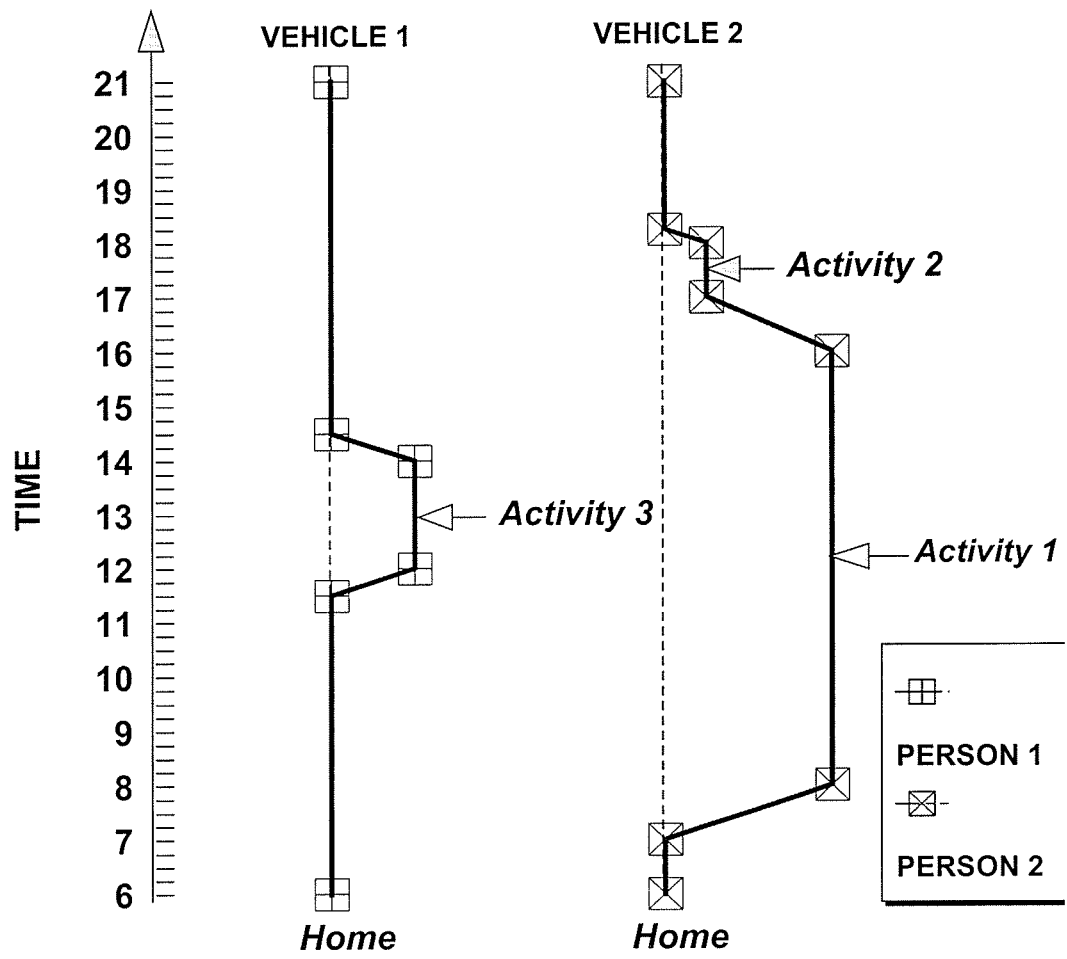 VEHICLE 1
VEHICLE 2
21
20
19
18
17
16
15
14
13
12
11
10
9
8
7
6
TIME
Activity 2
Activity 3
Activity 1
PERSON 1
PERSON 2
Home
Home